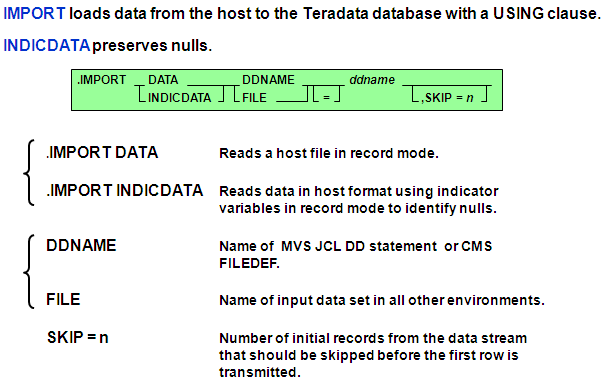 IMPORT loads data from the host to the Teradata database with a USING clause.
INDICDATA preserves nulls.
.IMPORT DATA DDNAME ddname
INDICDATA FILE = ,SKIP = n
.IMPORT DATA Reads a host file in record mode.
.IMPORT INDICDATA Reads data in host format using indicator
variables in record mode to identify nulls.
DDNAME Name of MVS JCL DD statement or CMS
FILEDEF.
FILE Name of input data set in all other environments.
SKIP = n Number of initial records from the data stream
that should be skipped before the first row is
transmitted.